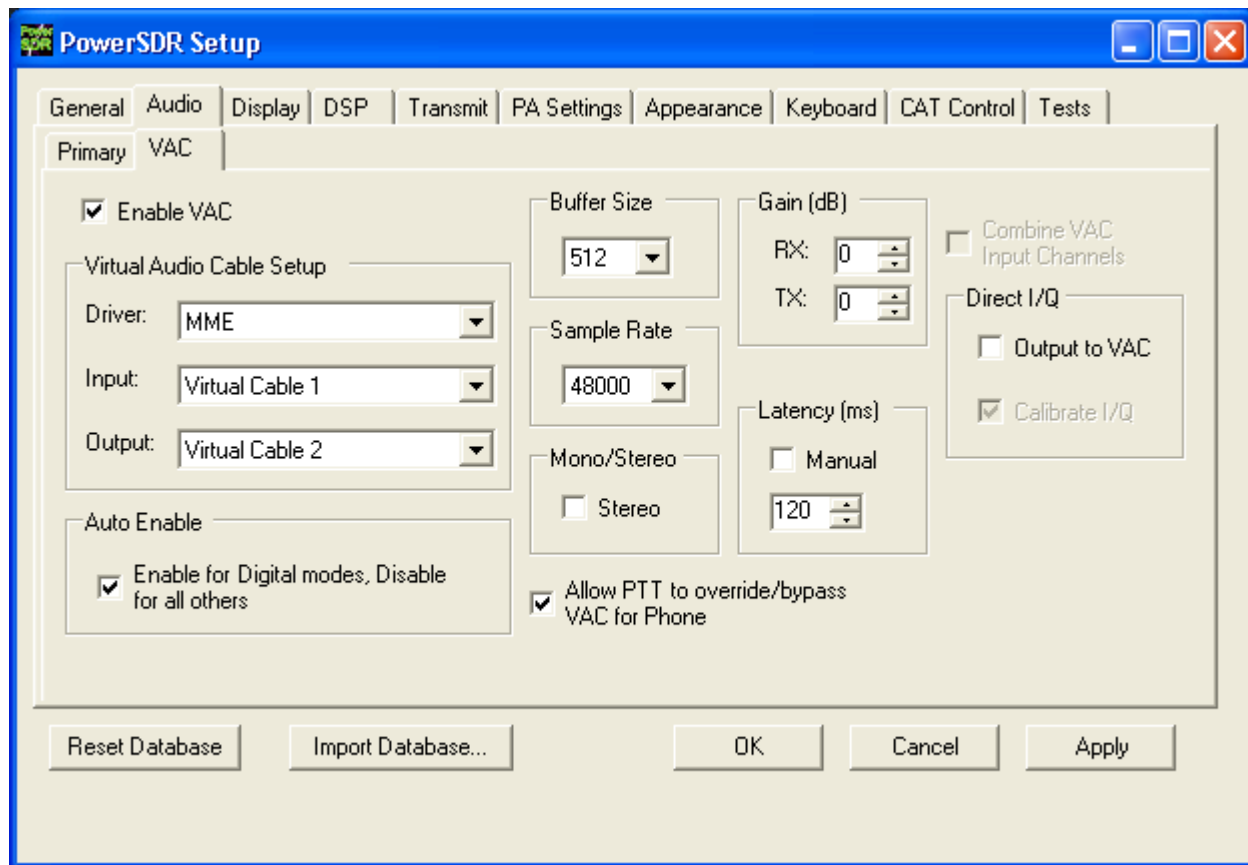 Power SDR PowerSDR Setup
General Audio Display DSP Transmit PA Settings Appearance Keyboard CAT Control Tests
Primary VAC
Enable VAC
Virtual Audio Cable Setup
Driver: MME
Input: Virtual Cable 1
Output: Virtual Cable 2
Auto Enable
Enable for Digital modes, Disable
for all others
Buffer Size
512
Sample Rate
48000
Mono/Stereo
Stereo
Allow PTT to override/bypass
VAC for Phone
Gain (dB)
RX: 0
TX: 0
Latency (ms)
Manual
120
Combine VAC
Input Channels
Direct I/Q
Output to VAC
Calibrate I/Q
Reset Database Import Database... OK Cancel Apply